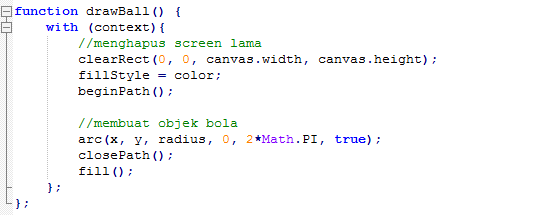 function drawBall() {
with (context){
//menghapus screen lama
clearRect(0, 0, canvas.width, canvas.height);
fillStyle = color;
beginPath();
//membuat objek bola
arc(x, y, radius, 0, 2*Math.PI, true);
closePath();
fill();
};
};